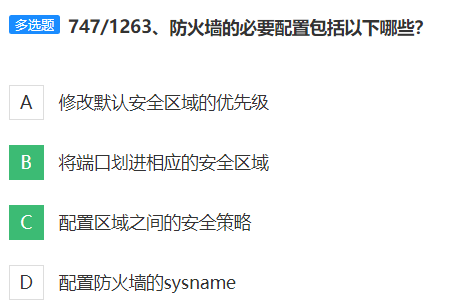 多选题 747/1263、防火墙的必要配置包括以下哪些?
A 修改默认安全区域的优先级
B 将端口划进相应的安全区域
C 配置区域之间的安全策略
D 配置防火墙的sysname